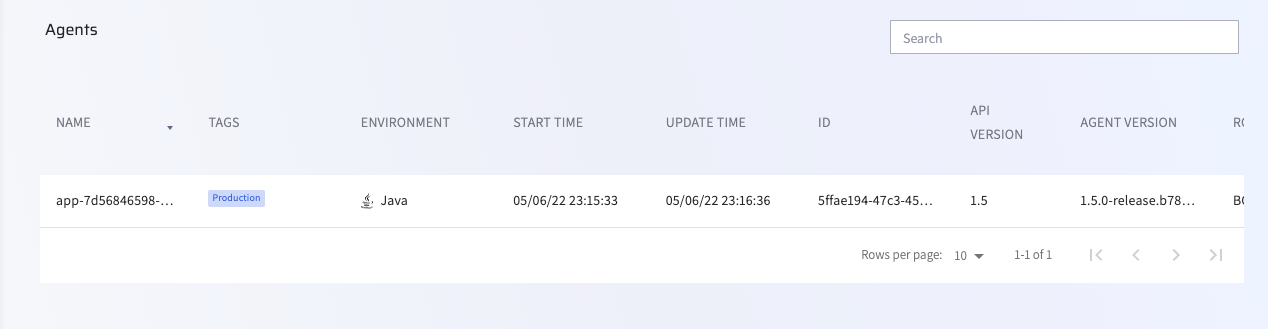 Agents
Search
NAME TAGS ENVIRONMENT START TIME UPDATE TIME ID API VERSION AGENT VERSION
app-7d56846598-... Production Java 05/06/22 23:15:33 05/06/22 23:16:36 5ffae194-47c3-45... 1.5 1.5.0-release.b78...
Rows per page: 10 1-1 of 1